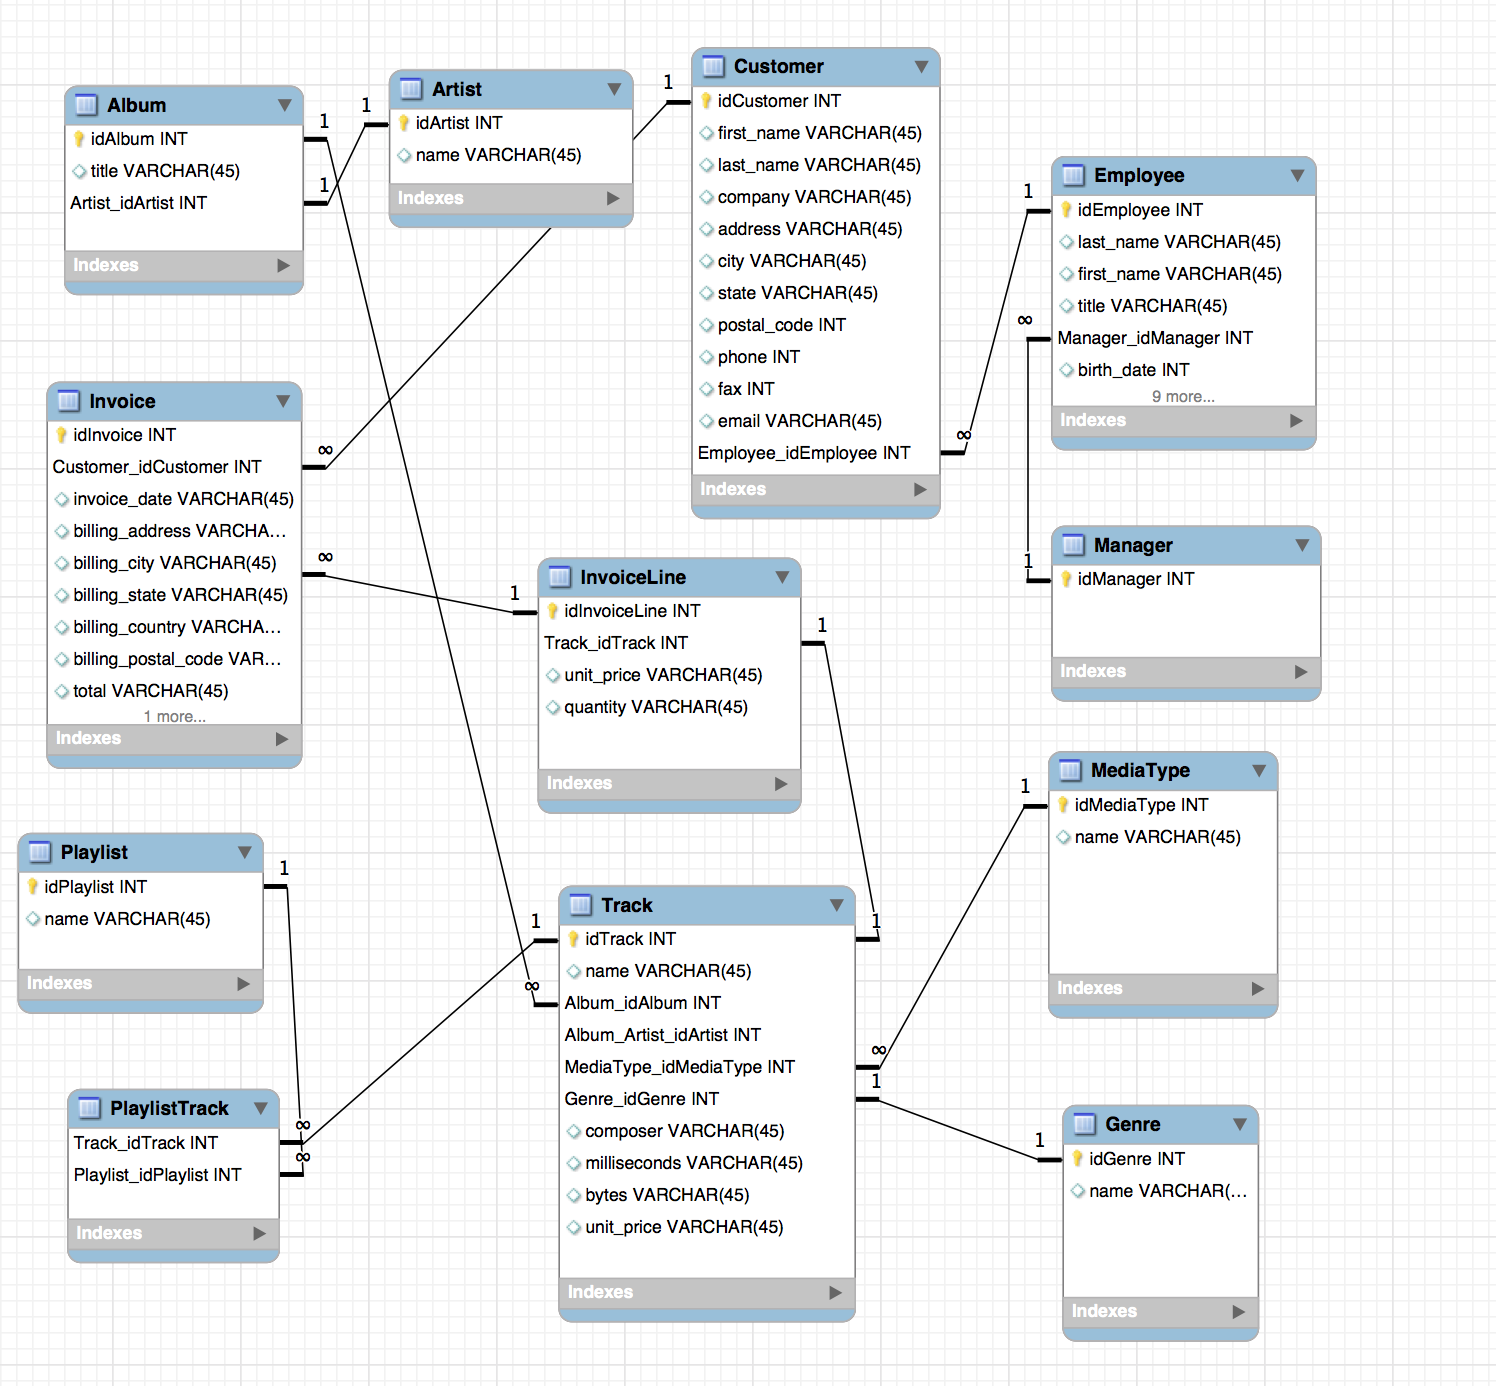 Album
idAlbum INT
title VARCHAR(45)
Artist_idArtist INT
Indexes
1
1
1
Artist
idArtist INT
name VARCHAR(45)
Indexes
1
Customer
idCustomer INT
first_name VARCHAR(45)
last_name VARCHAR(45)
company VARCHAR(45)
address VARCHAR(45)
city VARCHAR(45)
state VARCHAR(45)
postal_code INT
phone INT
fax INT
email VARCHAR(45)
Employee_idEmployee INT
Indexes
∞
1
∞
Employee
idEmployee INT
last_name VARCHAR(45)
first_name VARCHAR(45)
title VARCHAR(45)
Manager_idManager INT
birth_date INT
9 more...
Indexes
Invoice
idInvoice INT
Customer_idCustomer INT
invoice_date VARCHAR(45)
billing_address VARCHA...
billing_city VARCHAR(45)
billing_state VARCHAR(45)
billing_country VARCHA...
billing_postal_code VAR...
total VARCHAR(45)
1 more...
Indexes
∞
∞
1
InvoiceLine
idInvoiceLine INT
Track_idTrack INT
unit_price VARCHAR(45)
quantity VARCHAR(45)
Indexes
1
1
Manager
idManager INT
Indexes
1
MediaType
idMediaType INT
name VARCHAR(45)
Indexes
Playlist
idPlaylist INT
name VARCHAR(45)
Indexes
1
1
∞
Track
idTrack INT
name VARCHAR(45)
Album_idAlbum INT
Album_Artist_idArtist INT
MediaType_idMediaType INT
Genre_idGenre INT
composer VARCHAR(45)
milliseconds VARCHAR(45)
bytes VARCHAR(45)
unit_price VARCHAR(45)
Indexes
1
∞
1
PlaylistTrack
Track_idTrack INT
Playlist_idPlaylist INT
Indexes
∞
∞
1
Genre
idGenre INT
name VARCHAR(...
Indexes